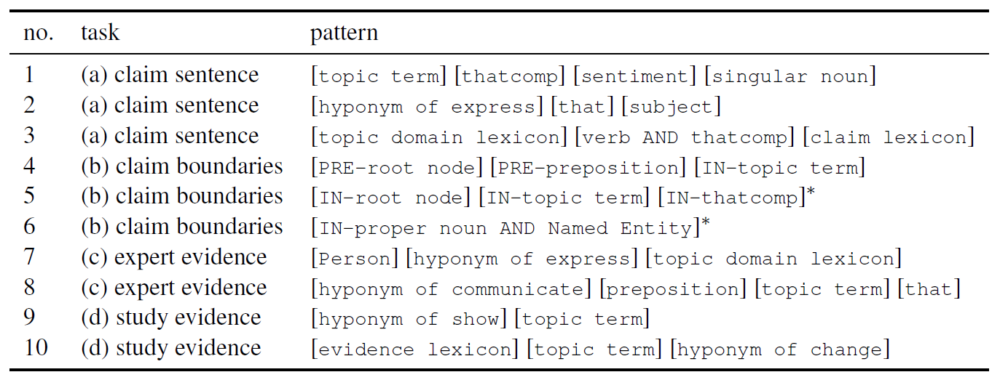 no. task pattern
1 (a) claim sentence [topic term] [thatcomp] [sentiment] [singular noun]
2 (a) claim sentence [hyponym of express] [that] [subject]
3 (a) claim sentence [topic domain lexicon] [verb AND thatcomp] [claim lexicon]
4 (b) claim boundaries [PRE-root node] [PRE-preposition] [IN-topic term]
5 (b) claim boundaries [IN-root node] [IN-topic term] [IN-thatcomp]*
6 (b) claim boundaries [IN-proper noun AND Named Entity]*
7 (c) expert evidence [Person] [hyponym of express] [topic domain lexicon]
8 (c) expert evidence [hyponym of communicate] [preposition] [topic term] [that]
9 (d) study evidence [hyponym of show] [topic term]
10 (d) study evidence [evidence lexicon] [topic term] [hyponym of change]